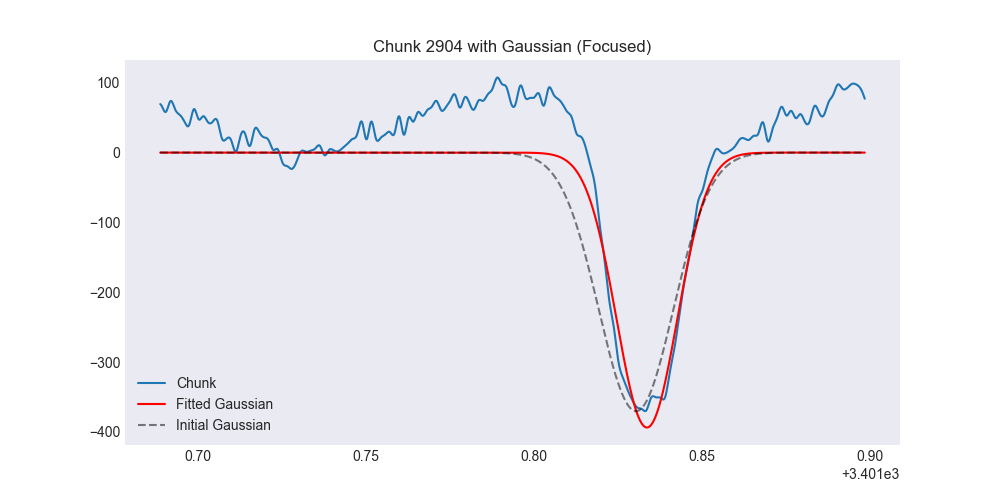 Chunk 2904 with Gaussian (Focused)
100
0
−100
−200
−300
−400
Chunk
Fitted Gaussian
Initial Gaussian
0.70 0.75 0.80 0.85 0.90
+3.401e3